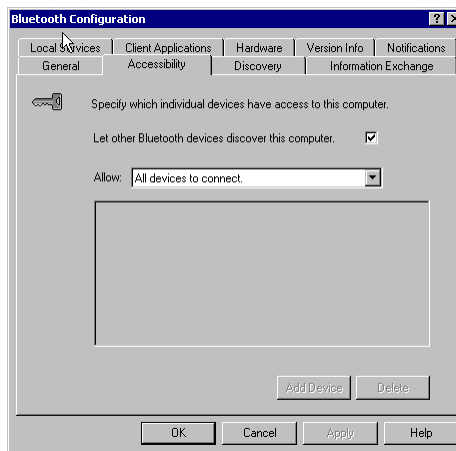 Bluetooth Configuration
Local Services Client Applications Hardware Version Info Notifications
General Accessibility Discovery Information Exchange
Specify which individual devices have access to this computer.
Let other Bluetooth devices discover this computer.
Allow: All devices to connect.
Add Device Delete
OK Cancel Apply Help